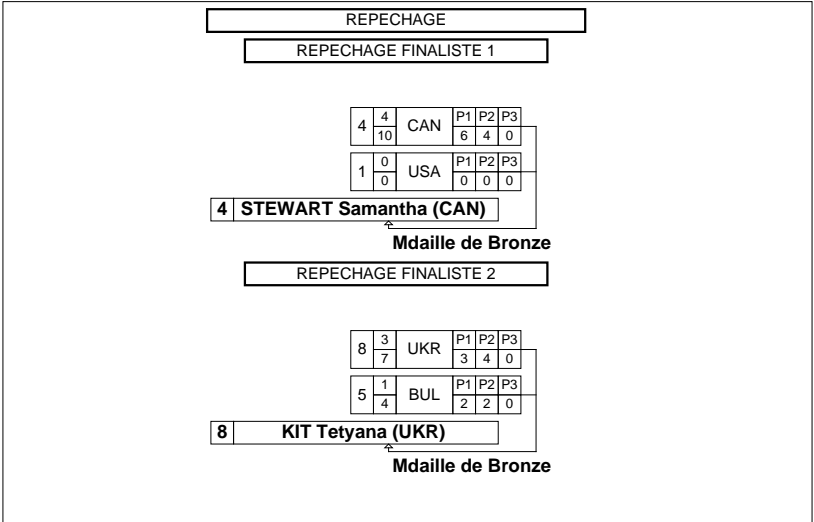 REPECHAGE
REPECHAGE FINALISTE 1
4 4 CAN P1 P2 P3
10 6 4 0
1 0 USA P1 P2 P3
0 0 0 0
4 STEWART Samantha (CAN)
Mdaille de Bronze
REPECHAGE FINALISTE 2
8 3 UKR P1 P2 P3
7 3 4 0
5 1 BUL P1 P2 P3
4 2 2 0
8 KIT Tetyana (UKR)
Mdaille de Bronze